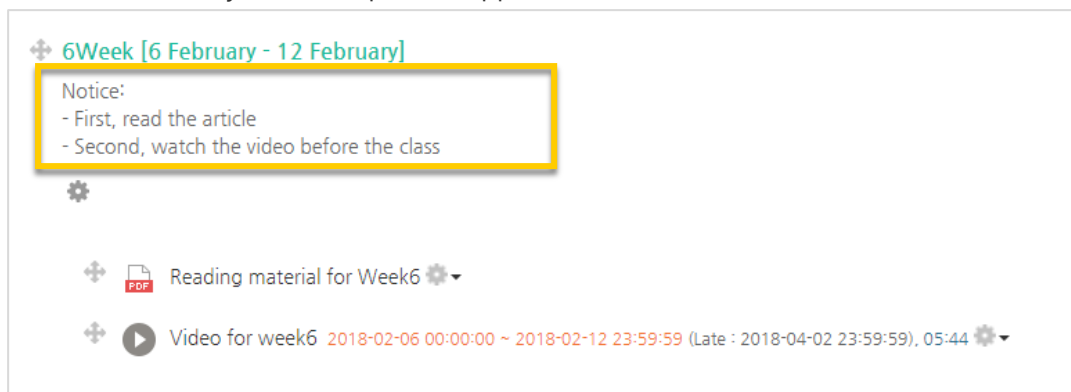 6Week [6 February - 12 February]
Notice:
- First, read the article
- Second, watch the video before the class
PDF
Reading material for Week6
Video for week6 2018-02-06 00:00:00 ~ 2018-02-12 23:59:59 (Late : 2018-04-02 23:59:59), 05:44